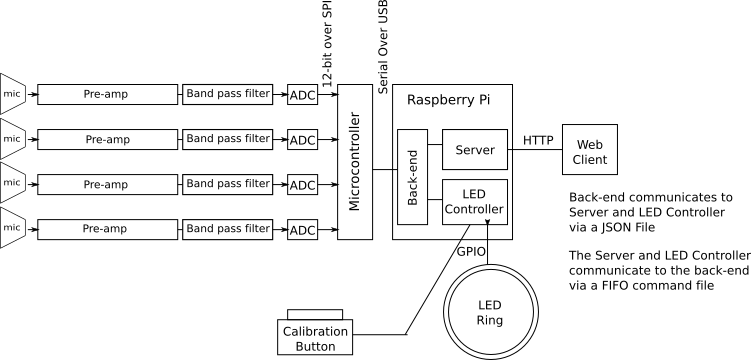 12-bit over SPI
Serial Over USB
mic
Pre-amp
Band pass filter
ADC
mic
Pre-amp
Band pass filter
ADC
mic
Pre-amp
Band pass filter
ADC
mic
Pre-amp
Band pass filter
ADC
Microcontroller
Raspberry Pi
Back-end
Server
LED
Controller
HTTP
Web
Client
GPIO
LED
Ring
Calibration
Button
Back-end communicates to
Server and LED Controller
via a JSON File
The Server and LED Controller
communicate to the back-end
via a FIFO command file